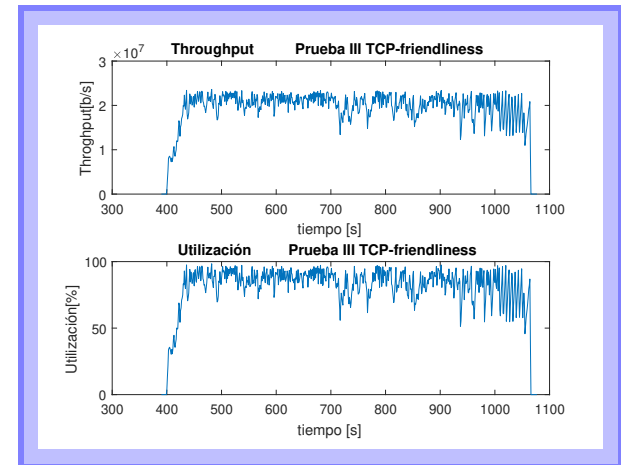 Throughput Prueba III TCP-friendliness
×10^7
3
2
1
0
Throghput[b/s]
300 400 500 600 700 800 900 1000 1100
tiempo [s]
Utilización Prueba III TCP-friendliness
100
50
0
Utilización[%]
300 400 500 600 700 800 900 1000 1100
tiempo [s]